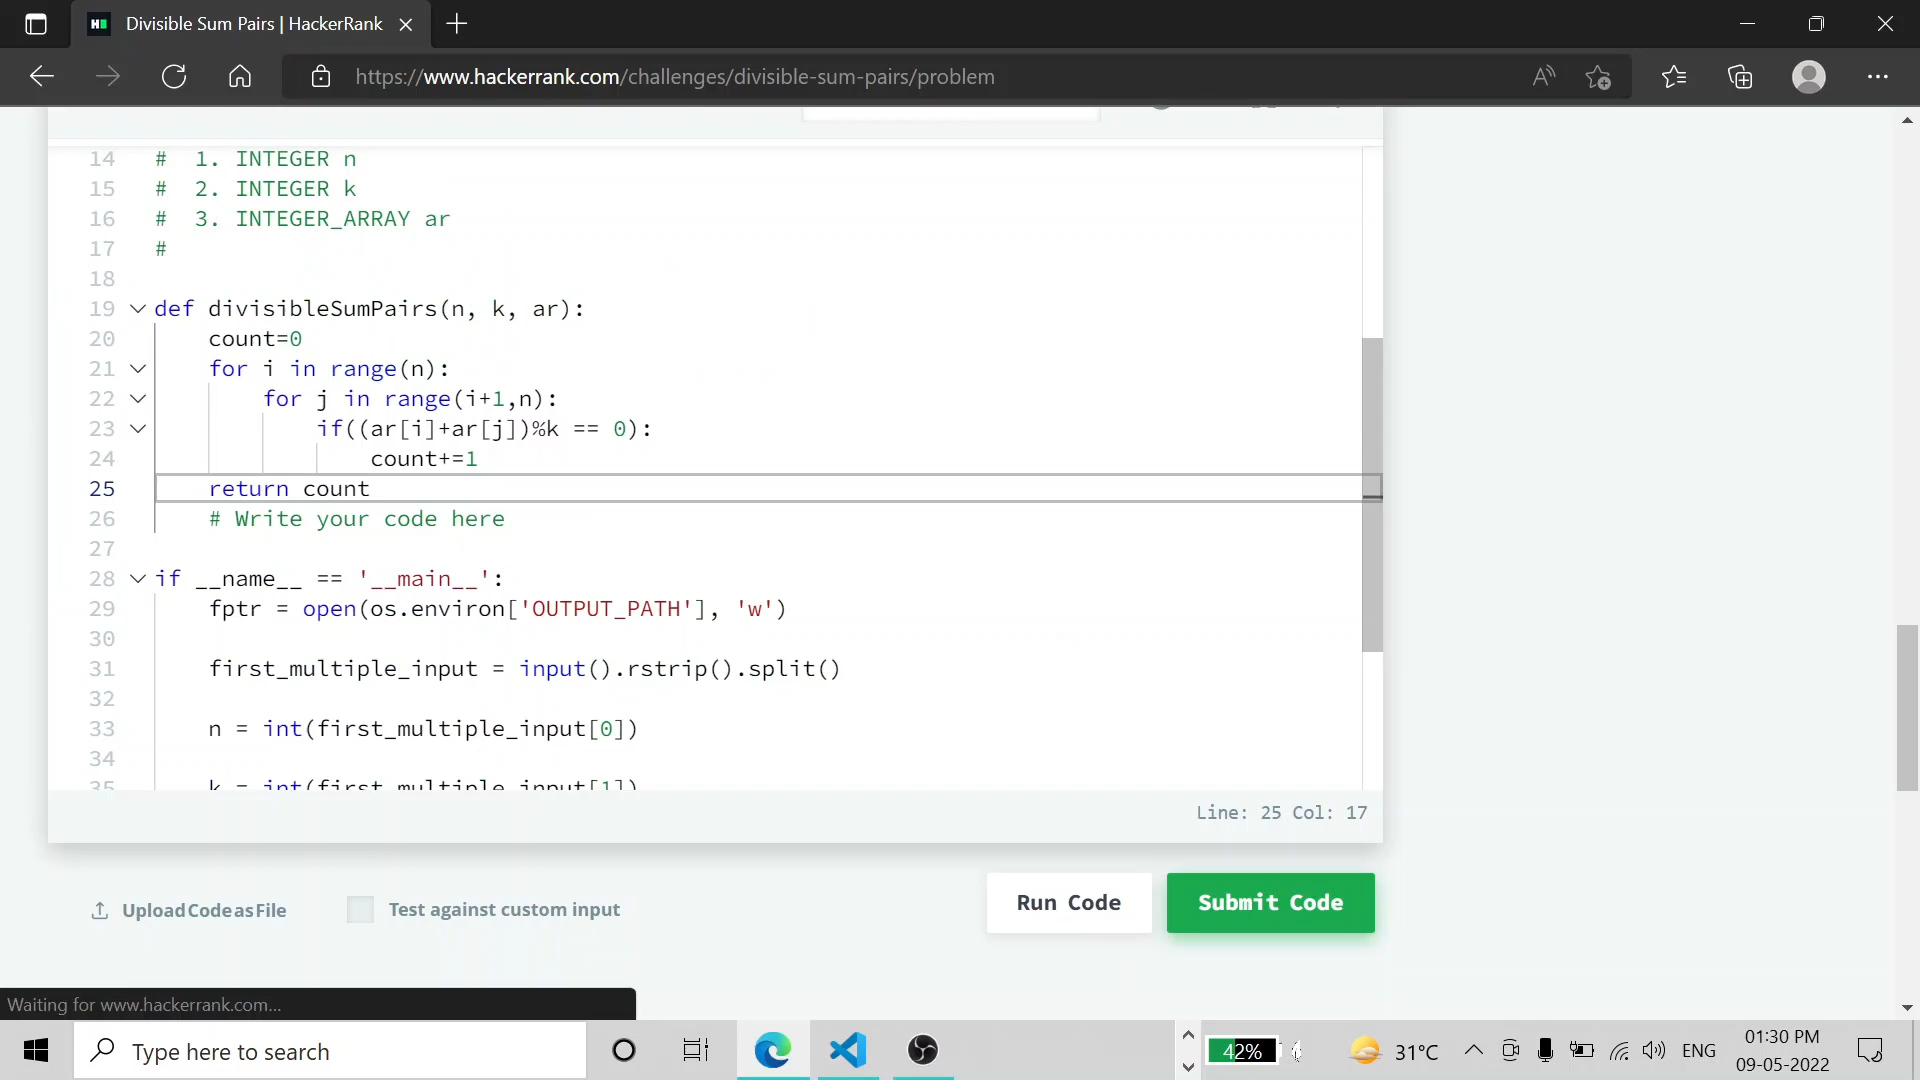 Divisible Sum Pairs | HackerRank
https://www.hackerrank.com/challenges/divisible-sum-pairs/problem
14 #  1. INTEGER n
15 #  2. INTEGER k
16 #  3. INTEGER_ARRAY ar
17 #
18
19 def divisibleSumPairs(n, k, ar):
20     count=0
21     for i in range(n):
22         for j in range(i+1,n):
23             if((ar[i]+ar[j])%k == 0):
24                 count+=1
25     return count
26     # Write your code here
27
28 if __name__ == '__main__':
29     fptr = open(os.environ['OUTPUT_PATH'], 'w')
30
31     first_multiple_input = input().rstrip().split()
32
33     n = int(first_multiple_input[0])
34
35     k = int(first_multiple_input[1])
Line: 25 Col: 17
Upload Code as File
Test against custom input
Run Code
Submit Code
Waiting for www.hackerrank.com...
Type here to search
42%
31°C
ENG
01:30 PM
09-05-2022